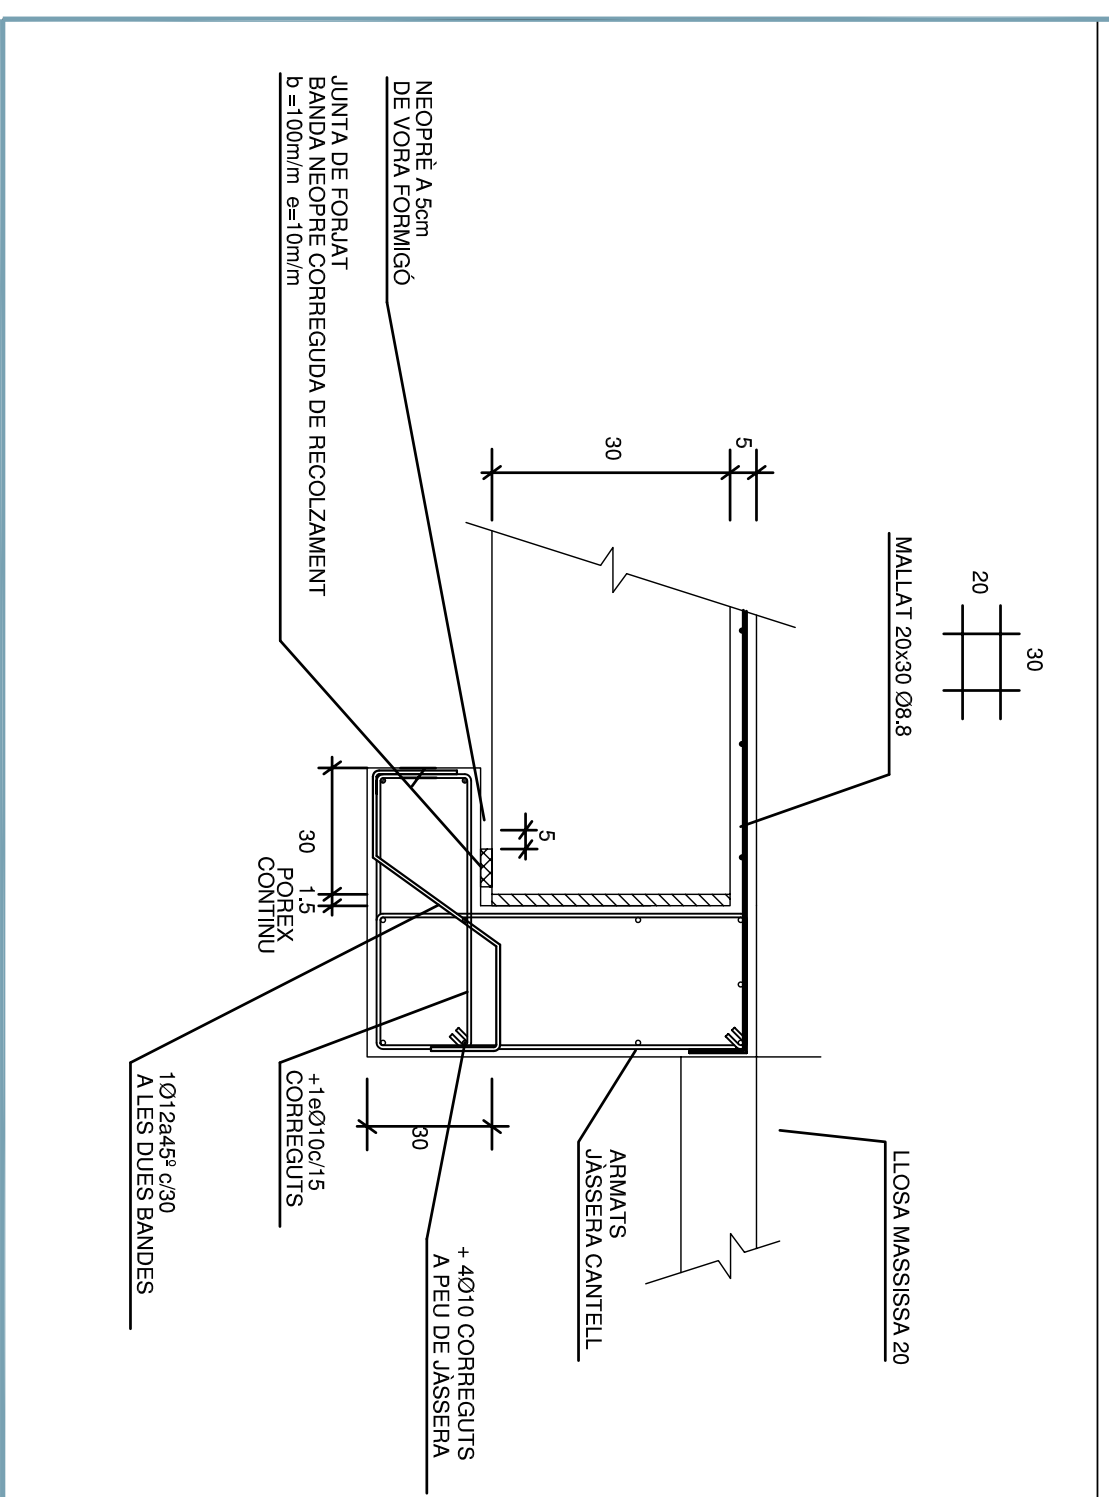 20
30
MALLAT 20x30 Ø8.8
LLOSA MASSISSA 20
5
30
NEOPRÈ A 5cm
DE VORA FORMIGÓ
JUNTA DE FORJAT
BANDA NEOPRE CORREGUDA DE RECOLZAMENT
b =100m/m e=10m/m
5
ARMATS
JÀSSERA CANTELL
30
+ 4Ø10 CORREGUTS
A PEU DE JÀSSERA
30
1.5
POREX
CONTINU
+1eØ10c/15
CORREGUTS
1Ø12a45º c/30
A LES DUES BANDES